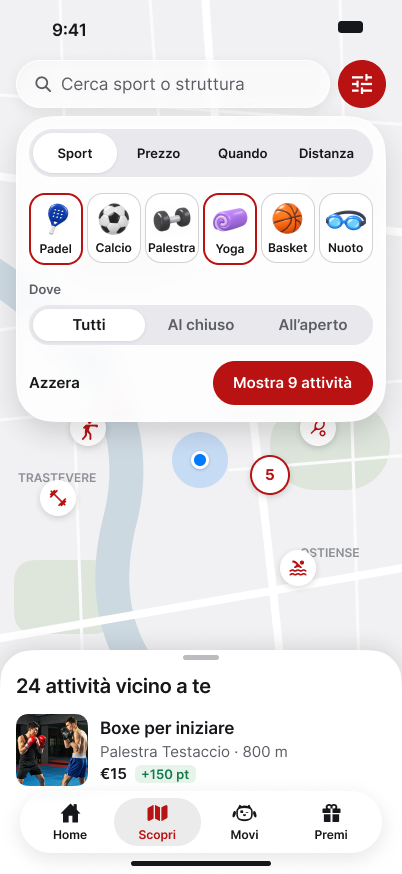 9:41
Cerca sport o struttura
Sport Prezzo Quando Distanza
Padel Calcio Palestra Yoga Basket Nuoto
Dove
Tutti Al chiuso All’aperto
Azzera Mostra 9 attività
5
TRASTEVERE
OSTIENSE
24 attività vicino a te
Boxe per iniziare
Palestra Testaccio · 800 m
€15 +150 pt
Home Scopri Movi Premi